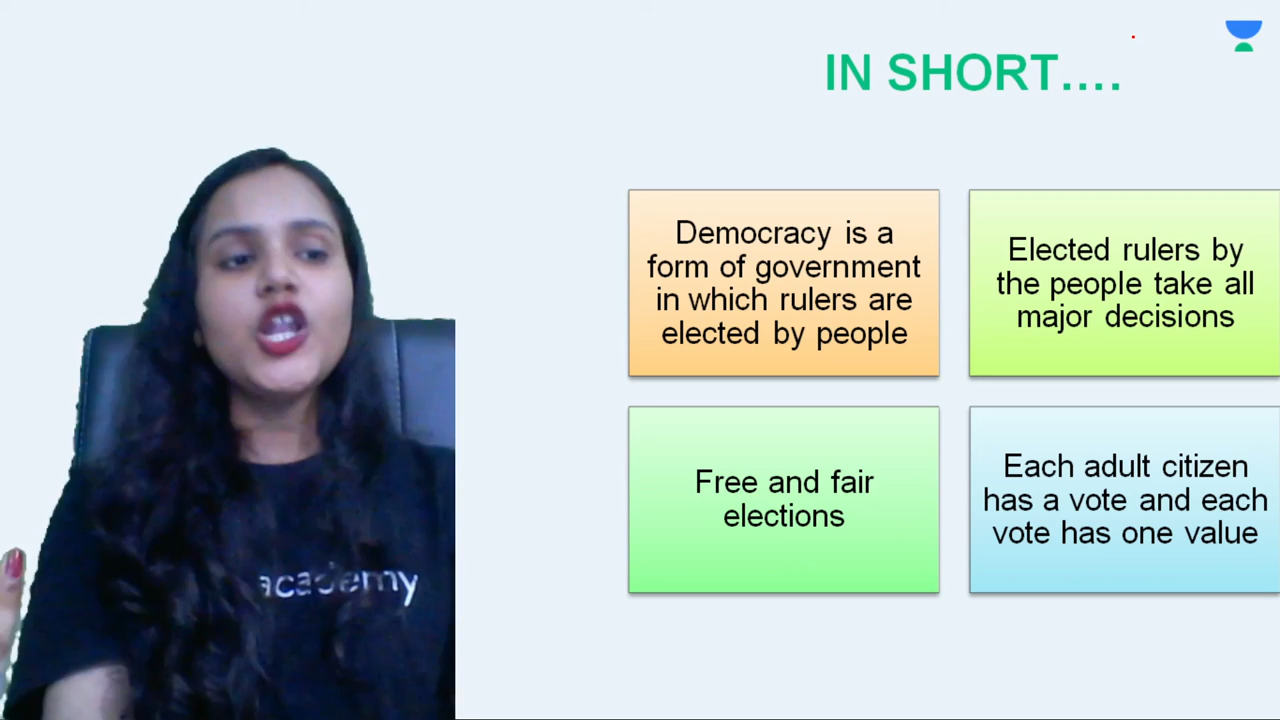 IN SHORT....
Democracy is a
form of government
in which rulers are
elected by people
Elected rulers by
the people take all
major decisions
Free and fair
elections
Each adult citizen
has a vote and each
vote has one value
academy